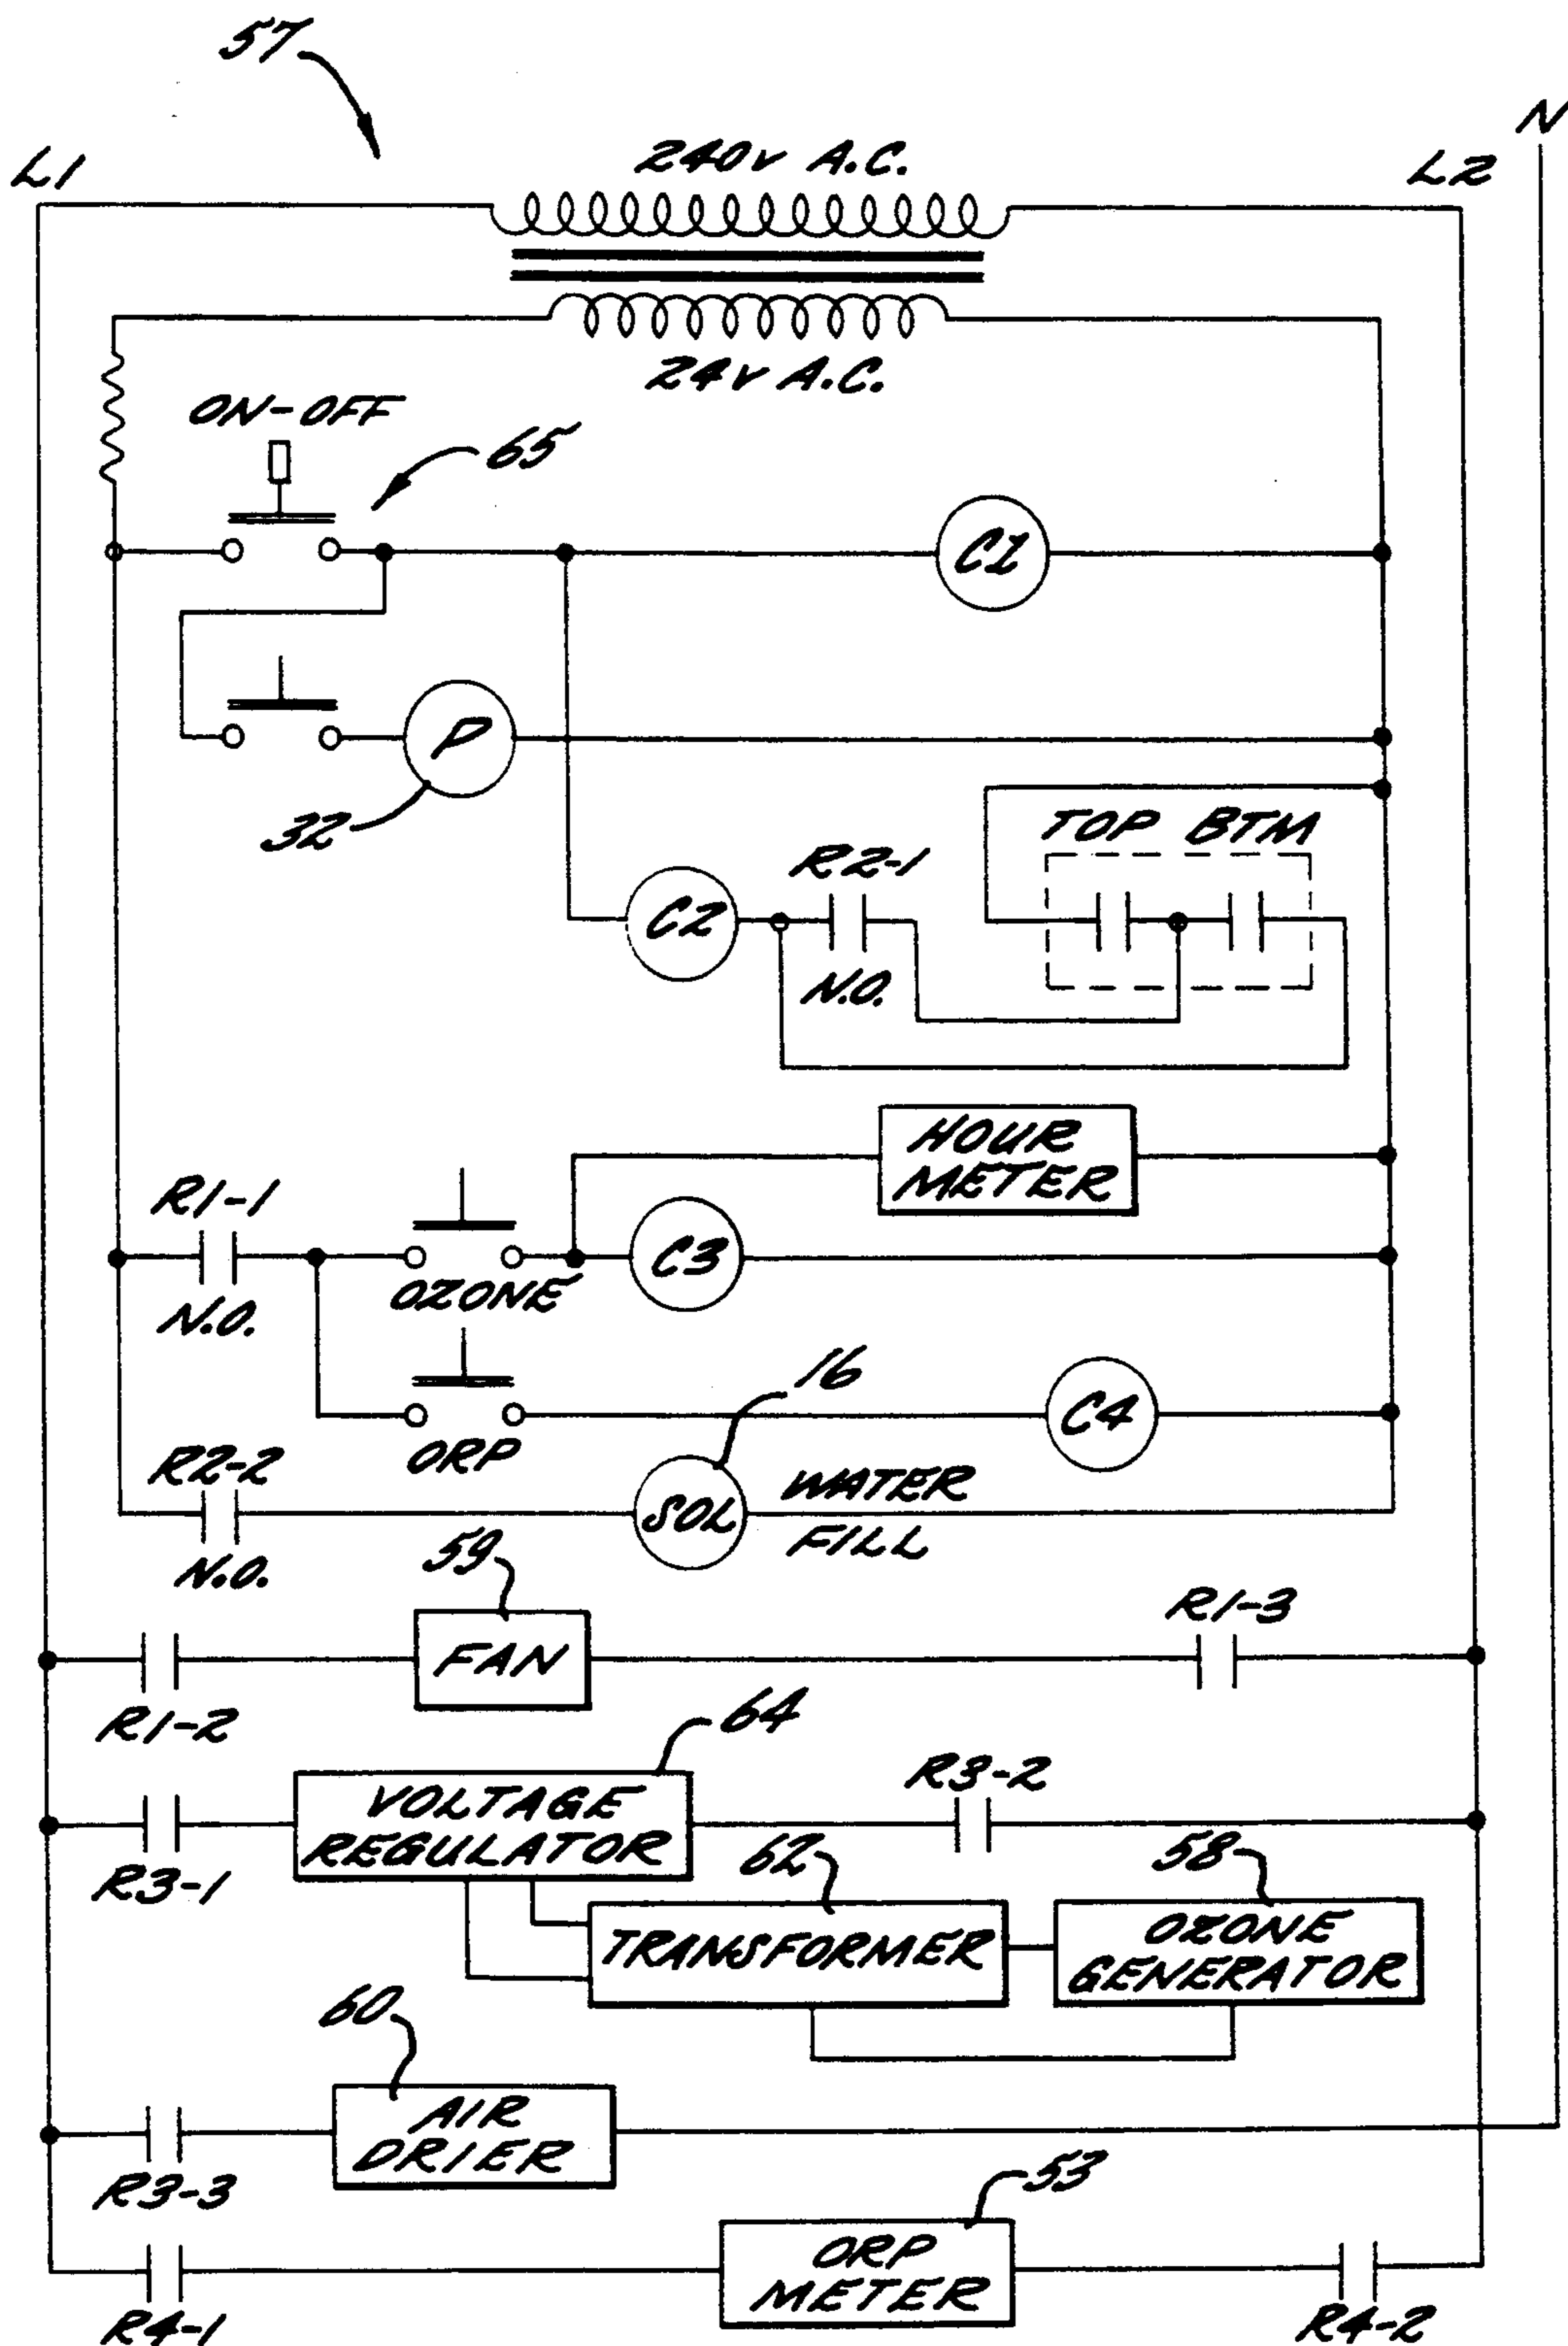 57
N
L1
240V A.C.
L2
24V A.C.
ON-OFF
65
C1
P
32
TOP BTM
R2-1
C2
N.O.
HOUR
METER
R1-1
C3
OZONE
N.O.
16
C4
ORP
R2-2
SOL
WATER
FILL
N.O.
59
R1-3
FAN
R1-2
64
R3-2
VOLTAGE
REGULATOR
62
58
R3-1
TRANSFORMER
OZONE
GENERATOR
60
AIR
DRIER
53
R3-3
ORP
METER
R4-1
R4-2